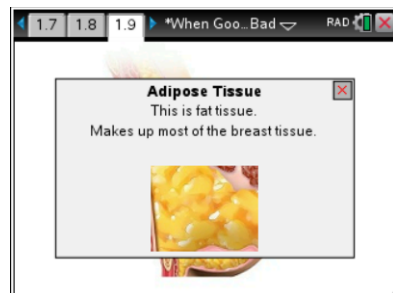 1.7 1.8 1.9 *When Goo...Bad RAD
Adipose Tissue
This is fat tissue.
Makes up most of the breast tissue.